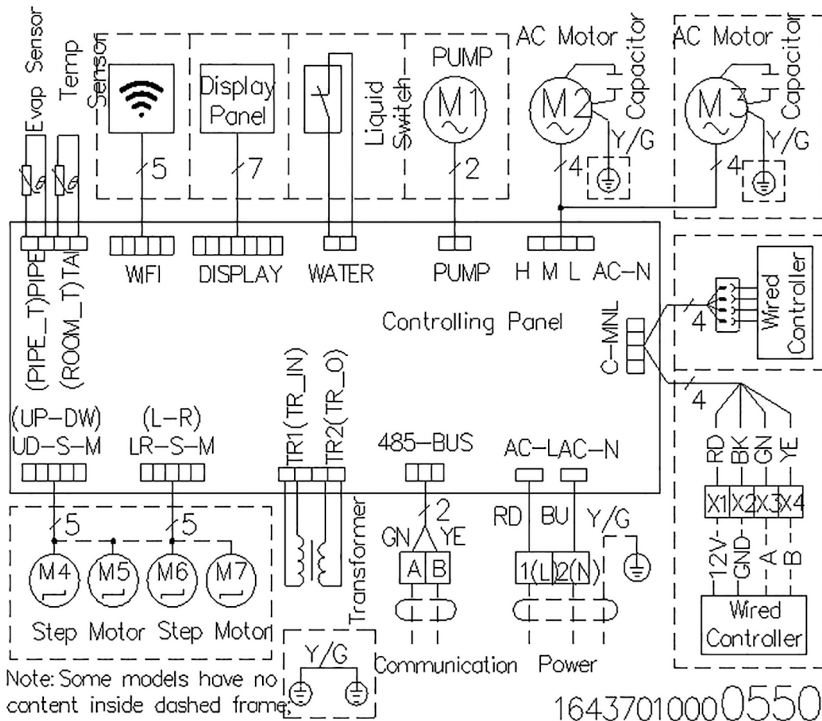 Evap Sensor
Temp
Sensor
Display
Panel
Liquid
Switch
PUMP
M1
AC Motor
M2
Capacitor
Y/G
AC Motor
M3
Capacitor
Y/G
5
7
2
4
4
(PIPE_T)PIPE
(ROOM_T)TAI
WIFI
DISPLAY
WATER
PUMP
H M L AC-N
Controlling Panel
C-MNL
4
Wired
Controller
4
RD
BK
GN
YE
X1 X2 X3 X4
12V
GND
A
B
Wired
Controller
(UP-DW)
UD-S-M
(L-R)
LR-S-M
TR1(TR_IN)
TR2(TR_O)
485-BUS
AC-L AC-N
5
5
2
GN YE
RD BU Y/G
A B
1(L) 2(N)
M4 M5 M6 M7
Step Motor Step Motor
Transformer
Y/G
Communication
Power
Note: Some models have no
content inside dashed frame;
16437010000550